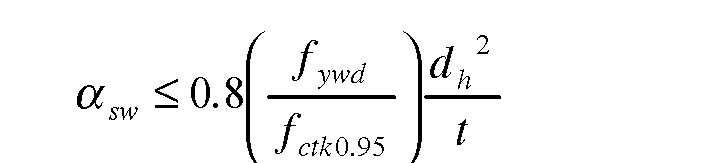 α_sw ≤ 0.8(f_ywd / f_ctk0.95) d_h² / t